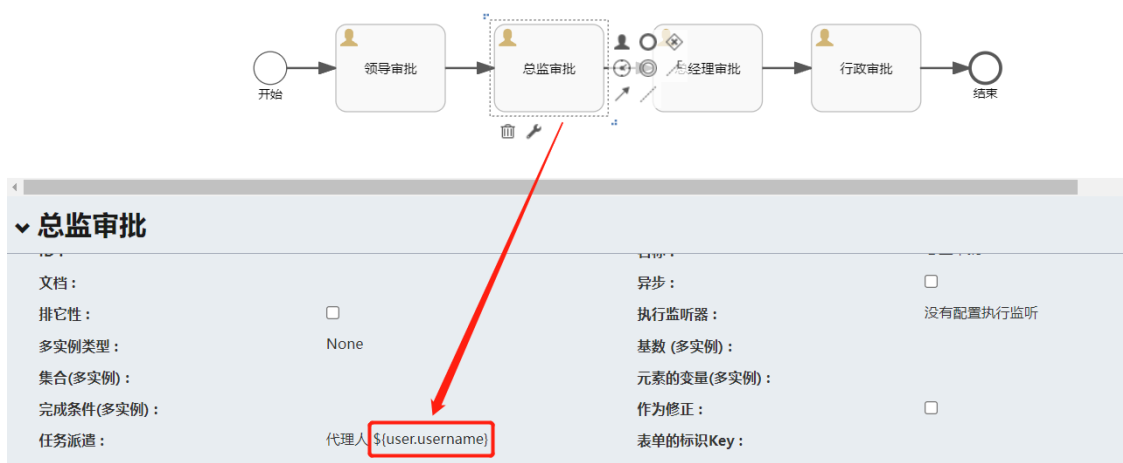 开始
领导审批
总监审批
总经理审批
行政审批
结束
总监审批
文档：
异步：
排它性：
执行监听器：
没有配置执行监听
多实例类型：
None
基数 (多实例)：
集合(多实例)：
元素的变量(多实例)：
完成条件(多实例)：
作为修正：
任务派遣：
代理人 ${user.username}
表单的标识Key：